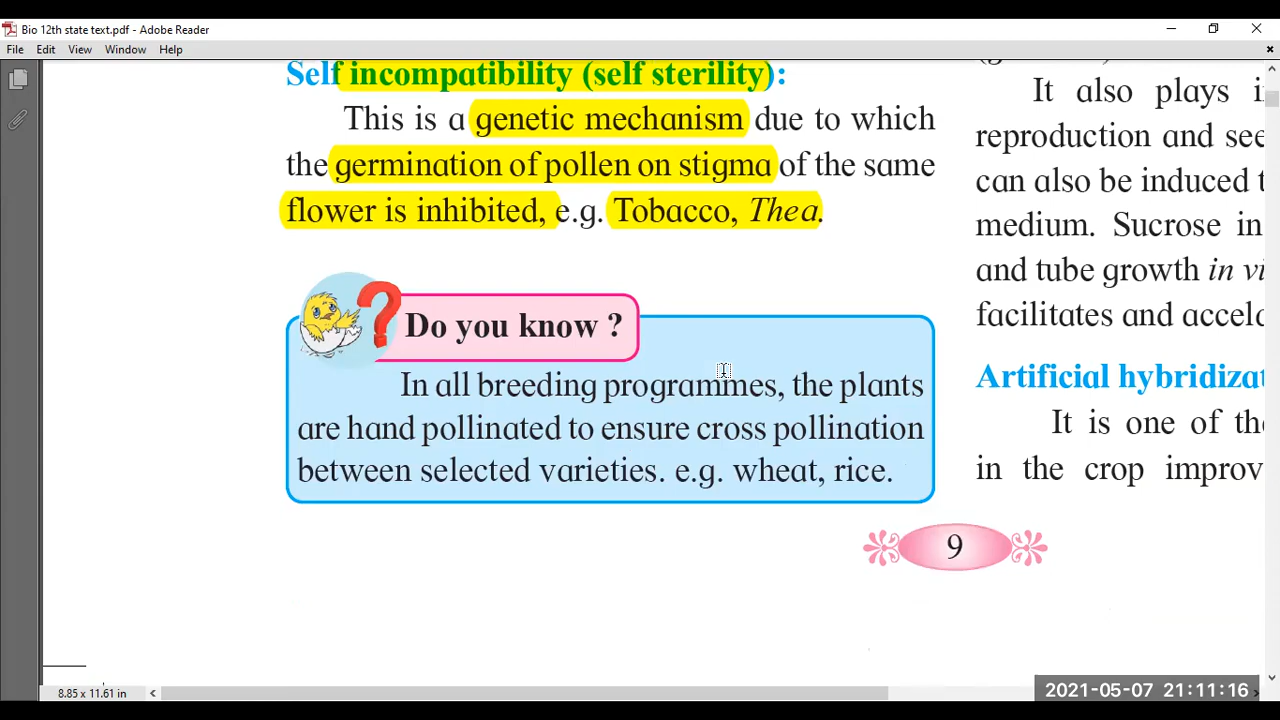 Bio 12th state text.pdf - Adobe Reader
File Edit View Window Help
Self incompatibility (self sterility):
This is a genetic mechanism due to which
the germination of pollen on stigma of the same
flower is inhibited, e.g. Tobacco, Thea.
Do you know ?
In all breeding programmes, the plants
are hand pollinated to ensure cross pollination
between selected varieties. e.g. wheat, rice.
It also plays i
reproduction and see
can also be induced t
medium. Sucrose in
and tube growth in vi
facilitates and accelo
Artificial hybridizat
It is one of the
in the crop improv
9
8.85 x 11.61 in
2021-05-07 21:11:16